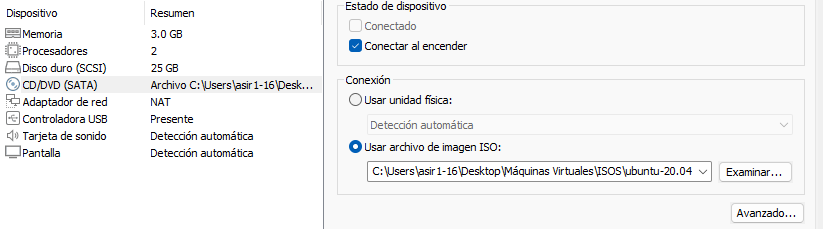 Dispositivo Resumen
Memoria 3.0 GB
Procesadores 2
Disco duro (SCSI) 25 GB
CD/DVD (SATA) Archivo C:\Users\asir1-16\Desk...
Adaptador de red NAT
Controladora USB Presente
Tarjeta de sonido Detección automática
Pantalla Detección automática
Estado de dispositivo
Conectado
Conectar al encender
Conexión
Usar unidad física:
Detección automática
Usar archivo de imagen ISO:
C:\Users\asir1-16\Desktop\Máquinas Virtuales\ISOS\ubuntu-20.04
Examinar...
Avanzado...